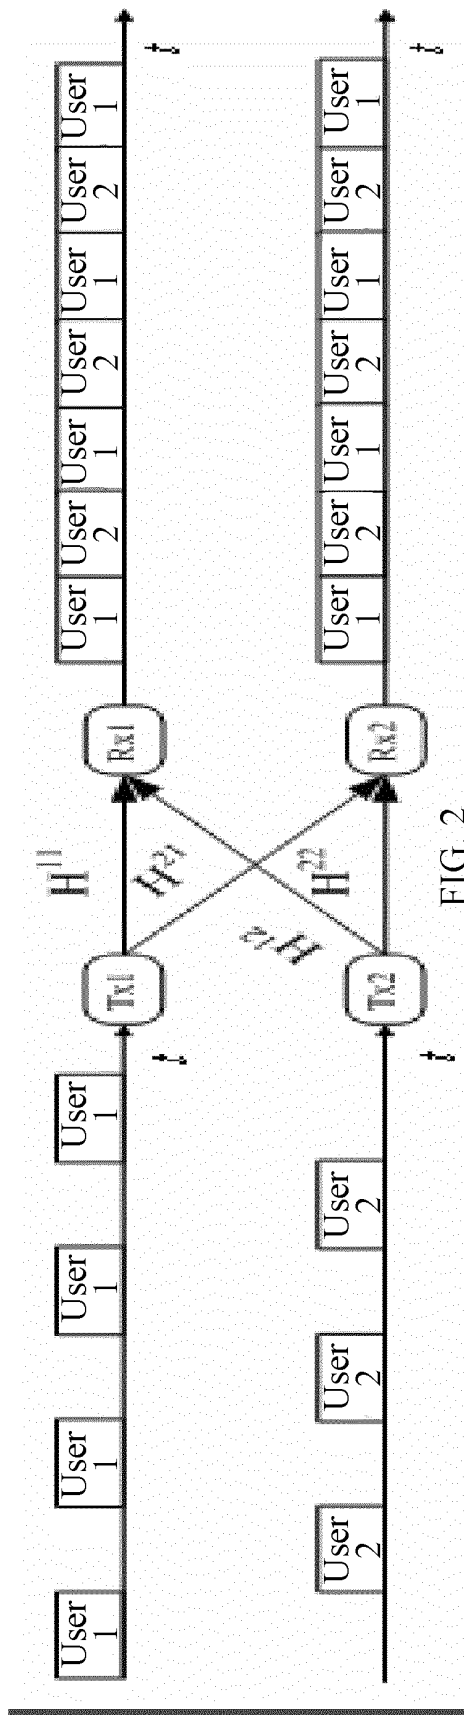 User User User User
1 1 1 1
Tx1
H¹¹
H²¹
Rx1
User User User User User User User
1 2 1 2 1 2 1
User User User
2 2 2
Tx2
H¹²
H²²
Rx2
User User User User User User User
1 2 1 2 1 2 1
FIG. 2